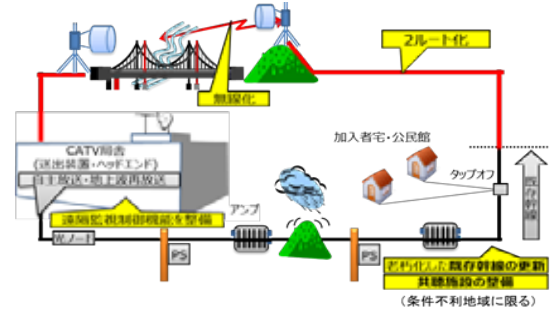 2ルート化
無線化
CATV局舎
(送出装置・ヘッドエンド)
自主放送・地上波再放送
加入者宅・公民館
タップオフ
既存幹線
遠隔監視制御機能を整備
アンプ
光ノード
PS
PS
老朽化した既存幹線の更新
共聴施設の整備
(条件不利地域に限る)